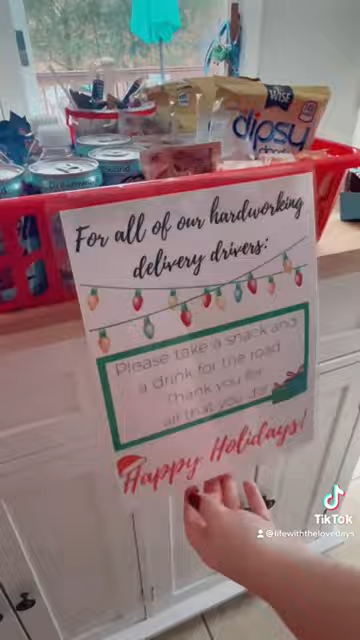 WISE
dipsy
For all of our hardworking
delivery drivers:
Please take a snack and
a drink for the road
Thank you for
all that you do!
Happy Holidays!
TikTok
@lifewiththelovedays